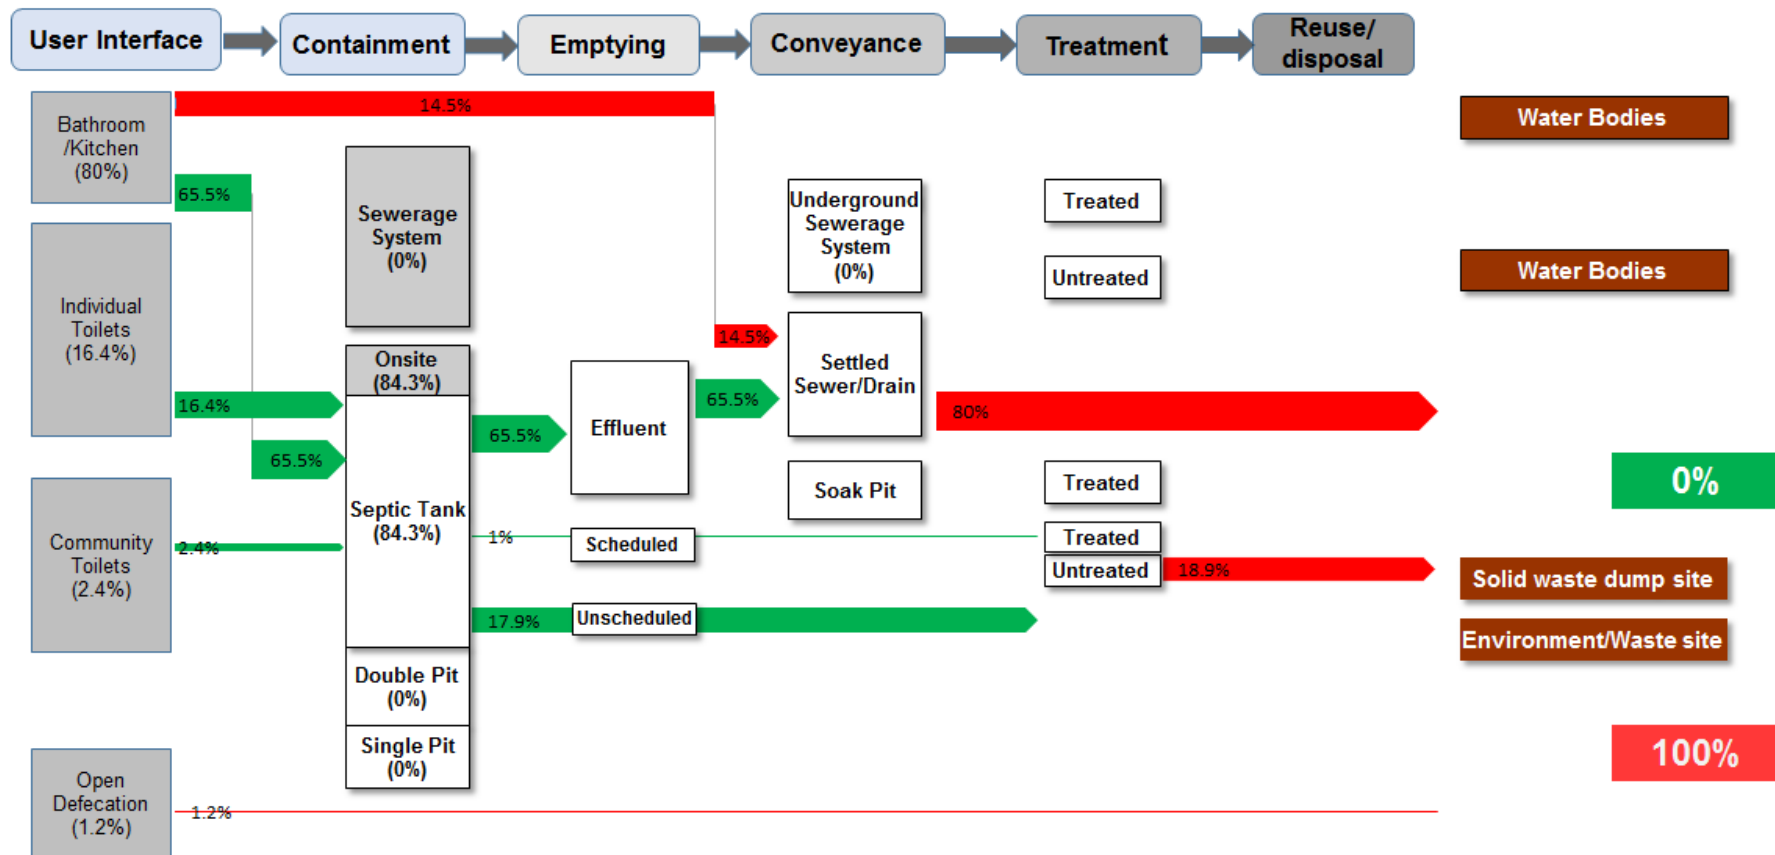 User Interface
Containment
Emptying
Conveyance
Treatment
Reuse/
disposal
Bathroom
/Kitchen
(80%)
14.5%
65.5%
Water Bodies
Sewerage
System
(0%)
Underground
Sewerage
System
(0%)
Treated
Untreated
Water Bodies
Individual
Toilets
(16.4%)
14.5%
Onsite
(84.3%)
Settled
Sewer/Drain
16.4%
65.5%
80%
65.5%
Effluent
65.5%
Septic Tank
(84.3%)
Soak Pit
Treated
0%
Community
Toilets
(2.4%)
2.4%
1%
Scheduled
Treated
Untreated
18.9%
Solid waste dump site
17.9%
Unscheduled
Environment/Waste site
Double Pit
(0%)
Single Pit
(0%)
100%
Open
Defecation
(1.2%)
1.2%